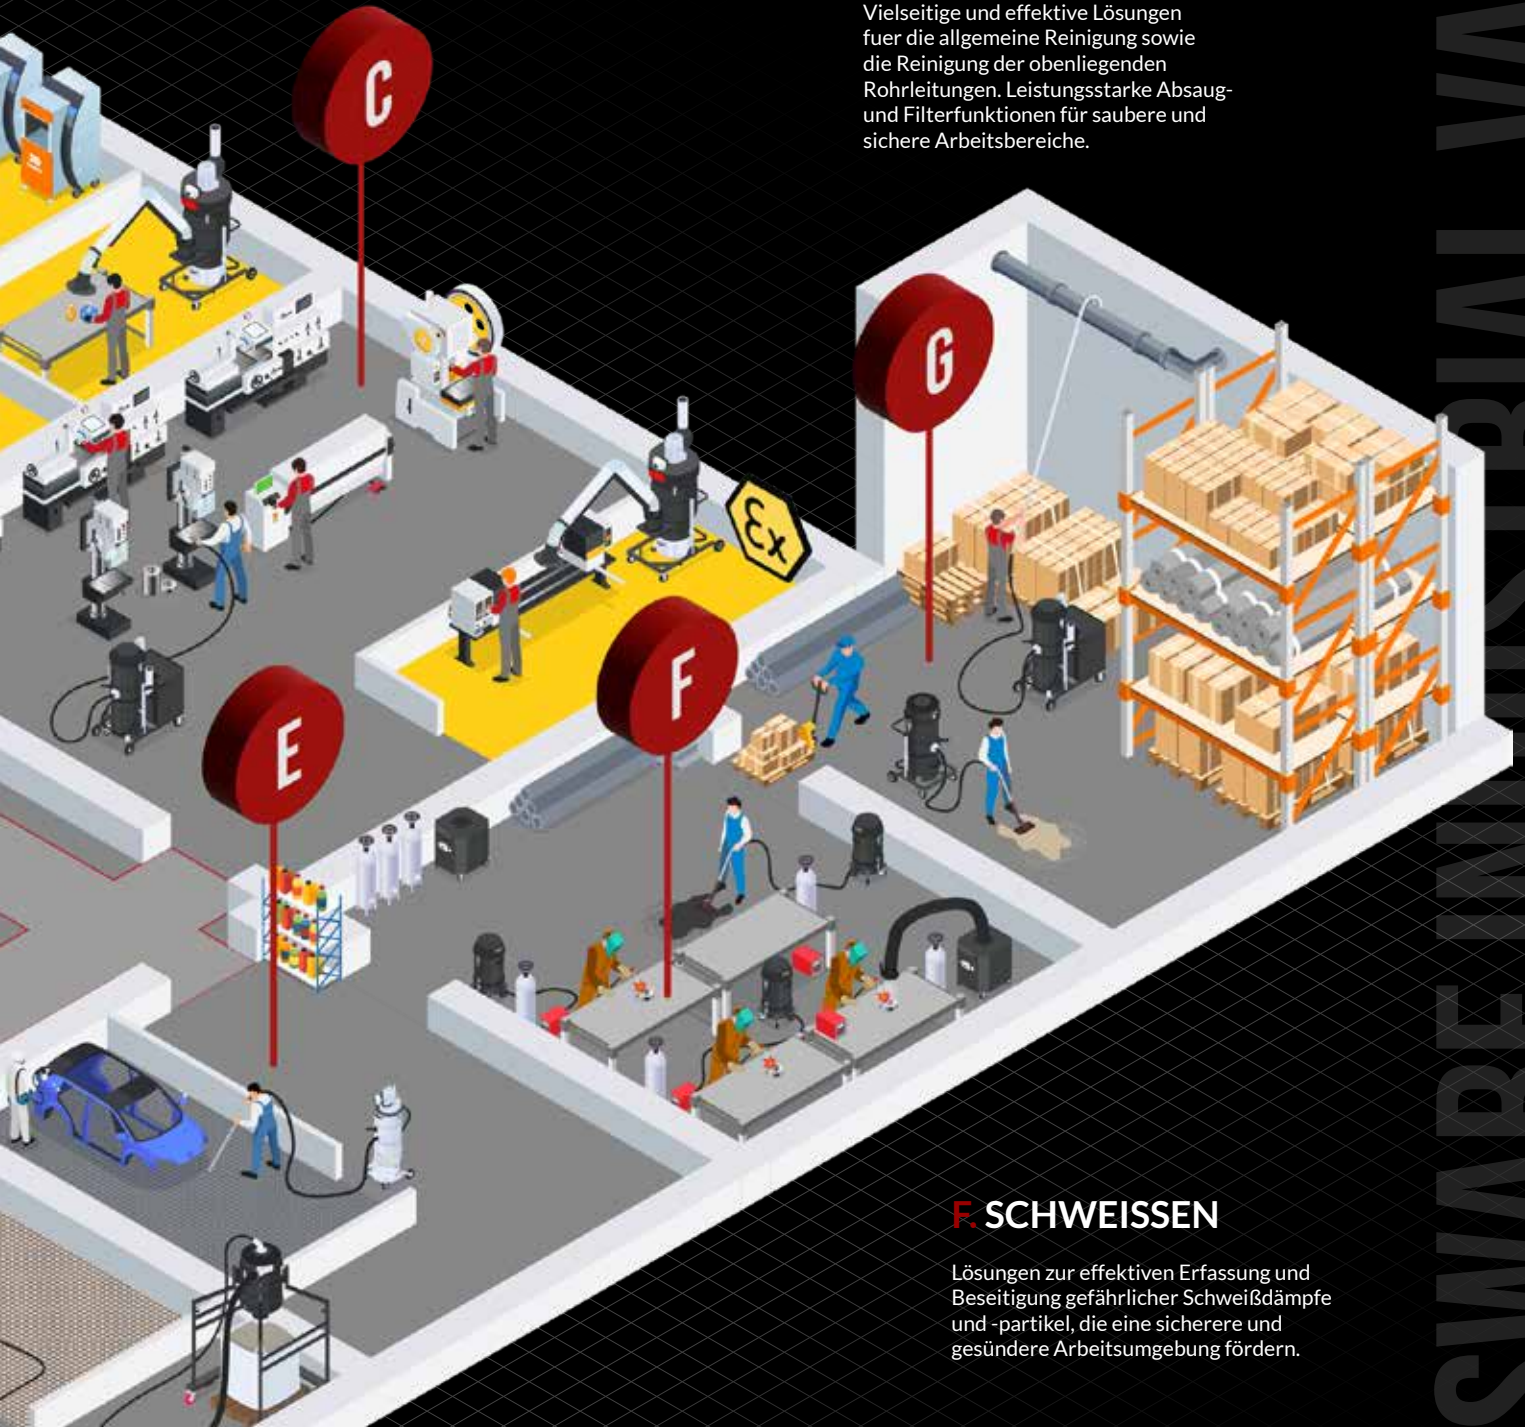 Vielseitige und effektive Lösungen
fuer die allgemeine Reinigung sowie
die Reinigung der obenliegenden
Rohrleitungen. Leistungsstarke Absaug-
und Filterfunktionen für saubere und
sichere Arbeitsbereiche.
C
G
Ex
F
E
F. SCHWEISSEN
Lösungen zur effektiven Erfassung und
Beseitigung gefährlicher Schweißdämpfe
und -partikel, die eine sicherere und
gesündere Arbeitsumgebung fördern.